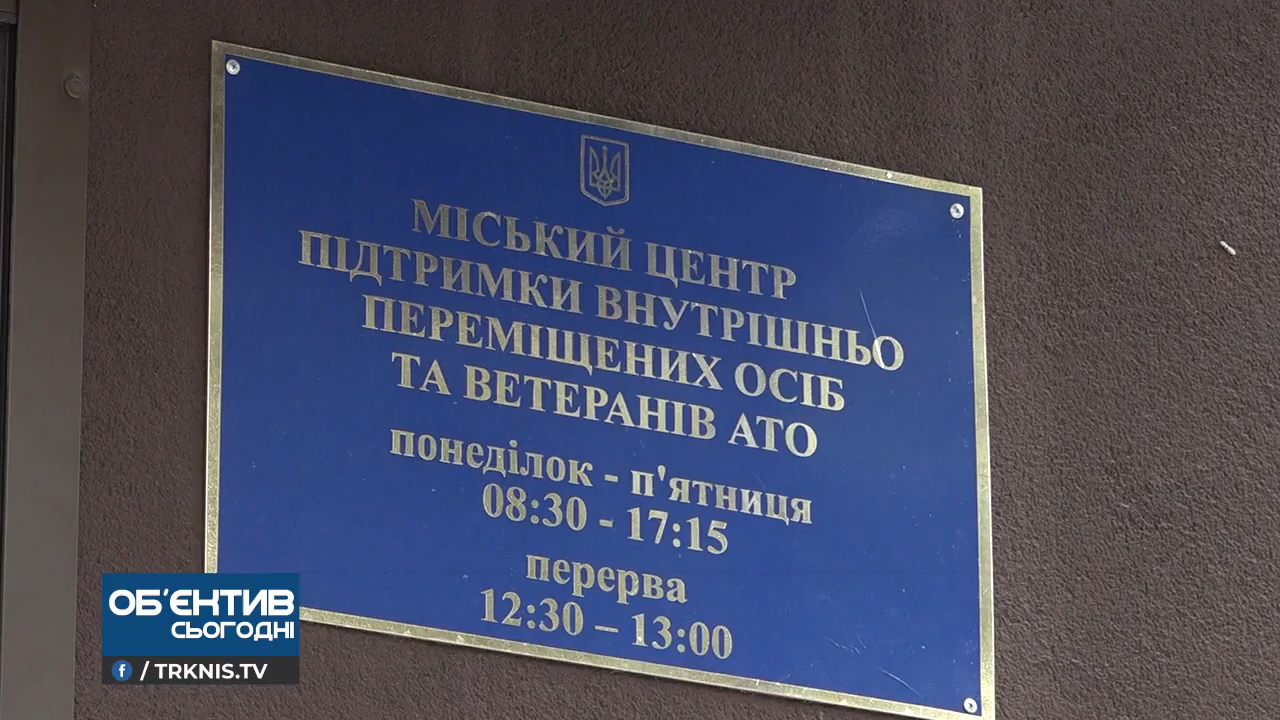 МІСЬКИЙ ЦЕНТР
ПІДТРИМКИ ВНУТРІШНЬО
ПЕРЕМІЩЕНИХ ОСІБ
ТА ВЕТЕРАНІВ АТО
понеділок - п'ятниця
08:30 - 17:15
перерва
12:30 – 13:00
ОБ'ЄКТИВ
СЬОГОДНІ
f / TRKNIS.TV